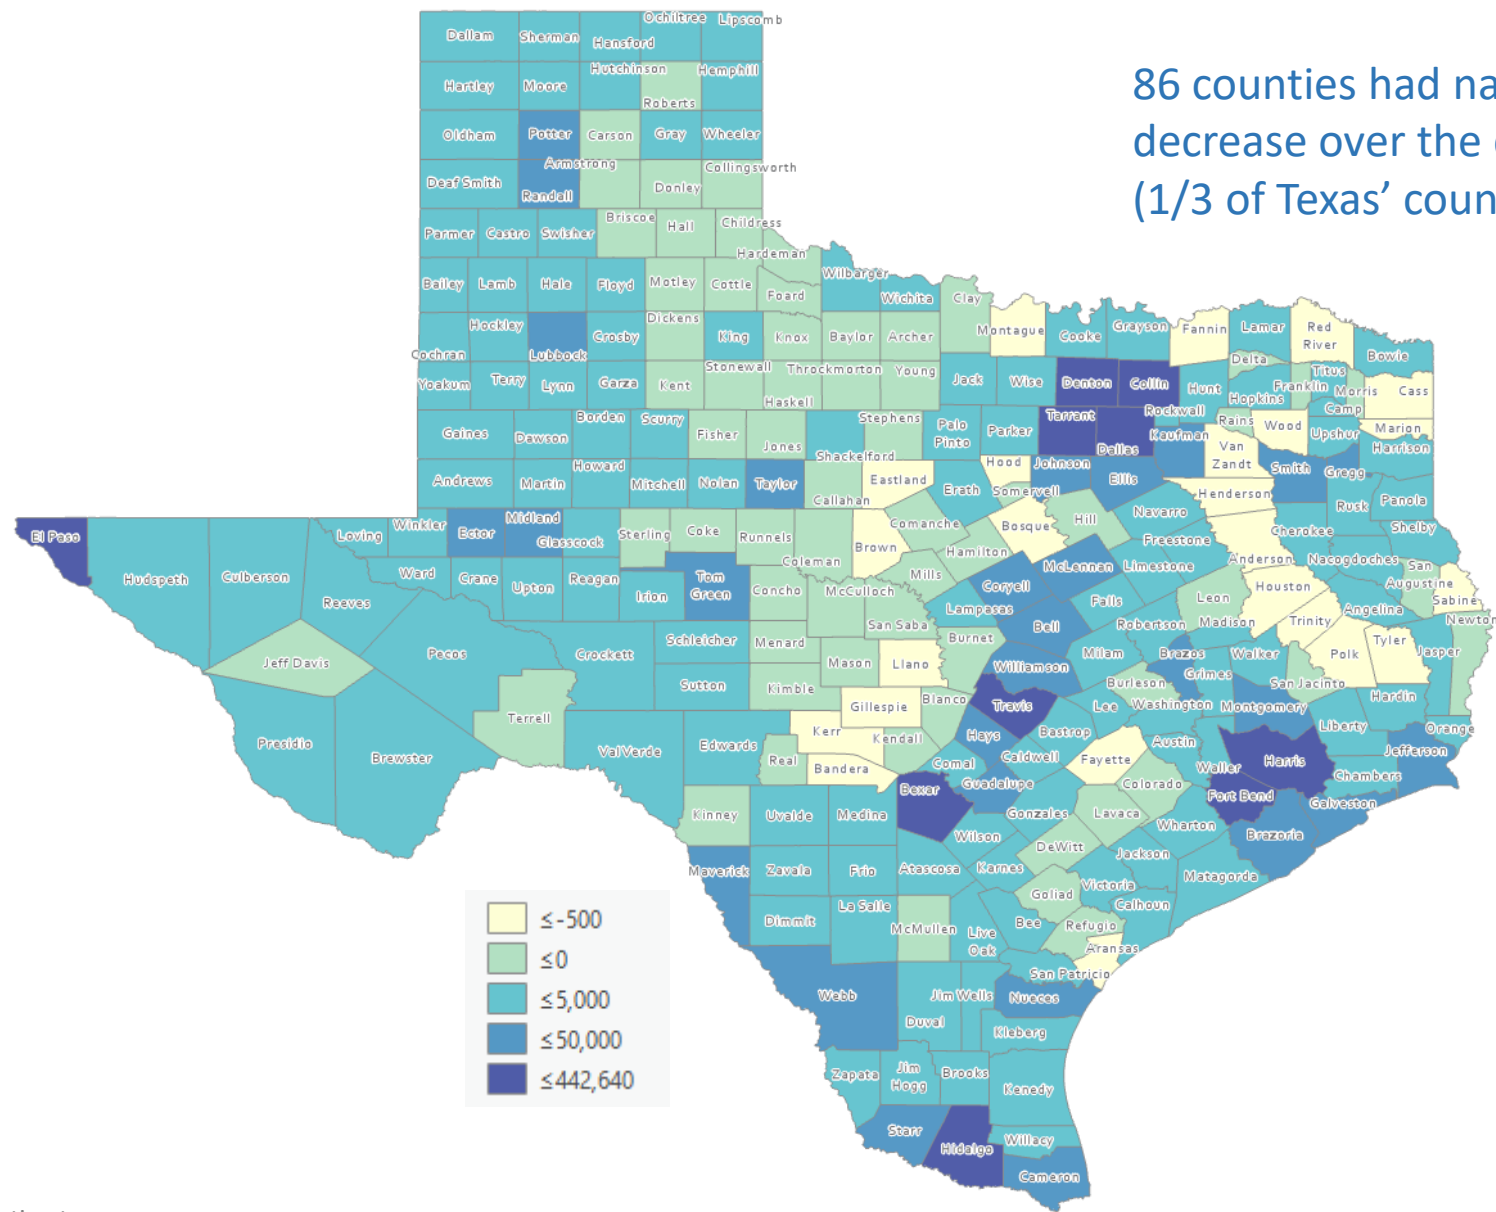 Ochiltree Lipscomb
Dallam Sherman Hansford
Hutchinson Hemphill
Hartley Moore Roberts
86 counties had na
decrease over the
(1/3 of Texas’ coun
Oldham Potter Carson Gray Wheeler
Armstrong Collingsworth
Deaf Smith Randall Donley
Parmer Castro Swisher Briscoe Hall Childress
Hardeman
Bailey Lamb Hale Floyd Motley Cottle Foard Wilbarger Wichita Clay
Cochran Hockley Lubbock Crosby Dickens King Knox Baylor Archer Montague Cooke Grayson Fannin Lamar Red River Bowie
Delta Titus
Yoakum Terry Lynn Garza Kent Stonewall Haskell Throckmorton Young Jack Wise Denton Collin Hunt Hopkins Franklin Morris Cass
Camp
Gaines Dawson Borden Scurry Fisher Jones Shackelford Stephens Palo Pinto Parker Tarrant Dallas Rockwall Kaufman Rains Wood Upshur Marion
Harrison
Andrews Martin Howard Mitchell Nolan Taylor Callahan Eastland Erath Hood Somervell Johnson Ellis Van Zandt Smith Gregg
Henderson Rusk Panola
El Paso Hudspeth Culberson Reeves Loving Winkler Ector Midland Glasscock Sterling Coke Runnels Coleman Brown Comanche Bosque Hill Navarro Freestone Anderson Cherokee Shelby
Nacogdoches
Ward Crane Upton Reagan Irion Tom Green Concho McCulloch Mills Hamilton Coryell McLennan Limestone Houston San Augustine Sabine
Jeff Davis Pecos Crockett Schleicher Menard San Saba Lampasas Bell Falls Leon Madison Trinity Angelina Newton
Robertson Polk Tyler Jasper
Sutton Kimble Mason Llano Burnet Williamson Milam Brazos Grimes Walker San Jacinto Hardin
Burleson
Presidio Brewster Terrell Val Verde Edwards Real Kerr Gillespie Blanco Travis Lee Washington Montgomery Liberty Orange
Kendall Hays Bastrop Austin Jefferson
Bandera Comal Caldwell Fayette Waller Harris Chambers
Kinney Uvalde Medina Bexar Guadalupe Gonzales Colorado Fort Bend Galveston
Lavaca Wharton Brazoria
Maverick Zavala Frio Atascosa Wilson Karnes DeWitt Jackson Matagorda
Goliad Victoria Calhoun
Dimmit La Salle McMullen Live Oak Bee Refugio Aransas
San Patricio
Webb Duval Jim Wells Nueces
Kleberg
Zapata Jim Hogg Brooks Kenedy
Starr Hidalgo Willacy
Cameron
≤-500
≤0
≤5,000
≤50,000
≤442,640